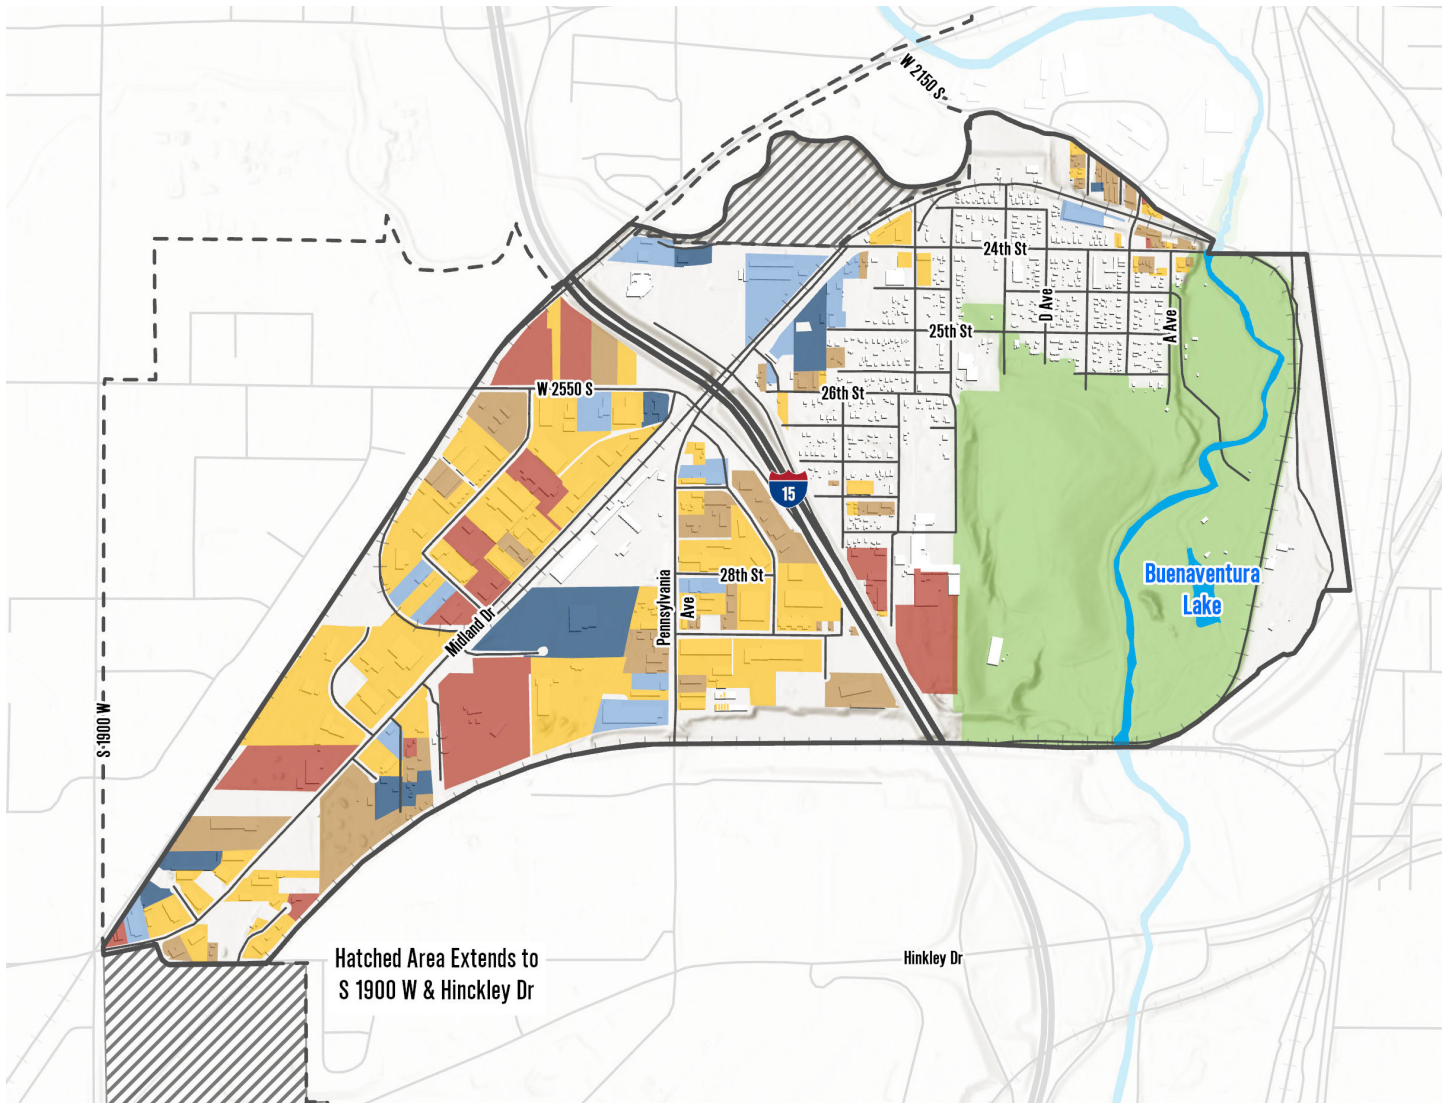 W 2150 S
24th St
D Ave
A Ave
25th St
W 2550 S
26th St
15
28th St
Pennsylvania
Ave
Buenaventura
Lake
Midland Dr
S 1900 W
Hatched Area Extends to
S 1900 W & Hinckley Dr
Hinkley Dr